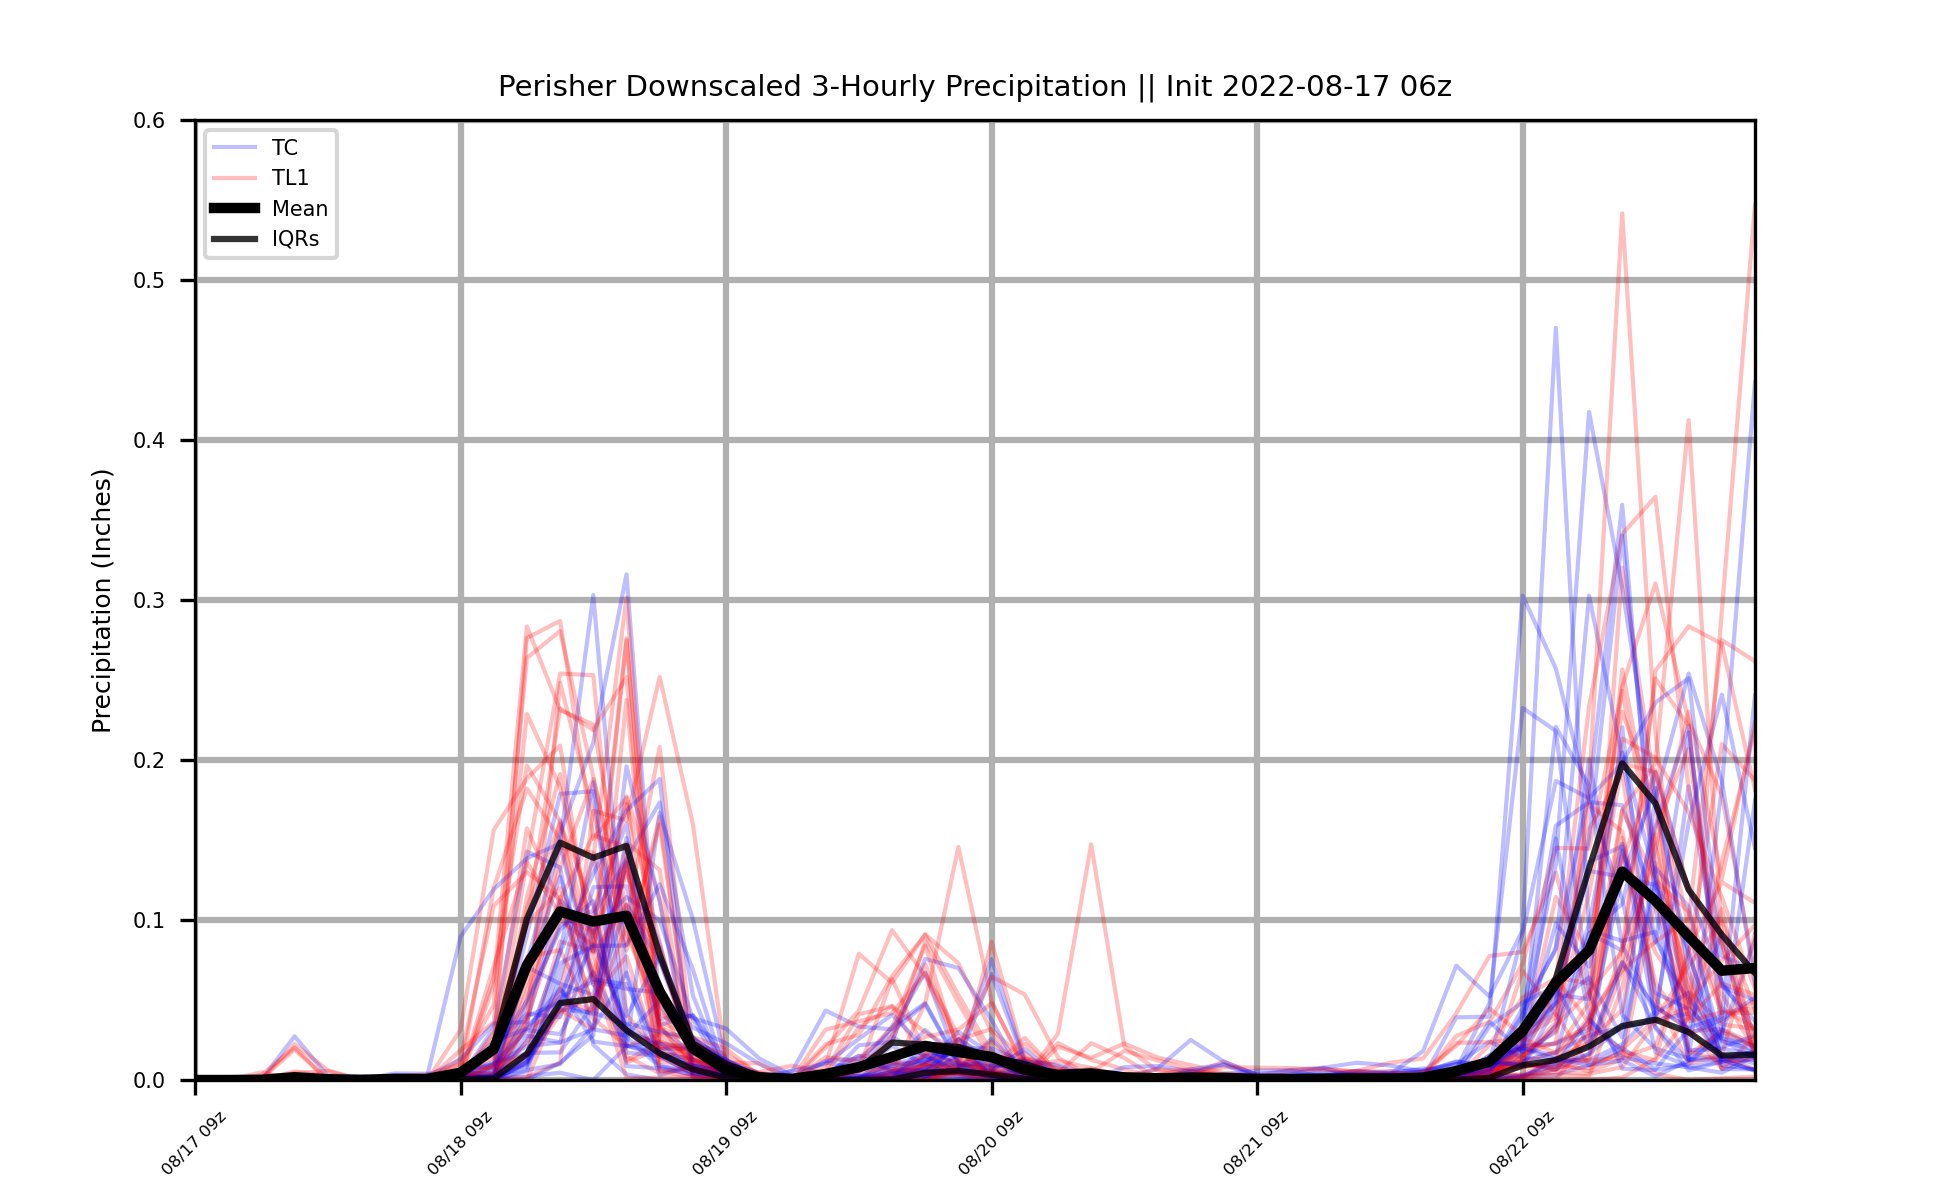 Perisher Downscaled 3-Hourly Precipitation || Init 2022-08-17 06z
TC
TL1
Mean
IQRs
Precipitation (Inches)
0.6
0.5
0.4
0.3
0.2
0.1
0.0
08/17 09z
08/18 09z
08/19 09z
08/20 09z
08/21 09z
08/22 09z